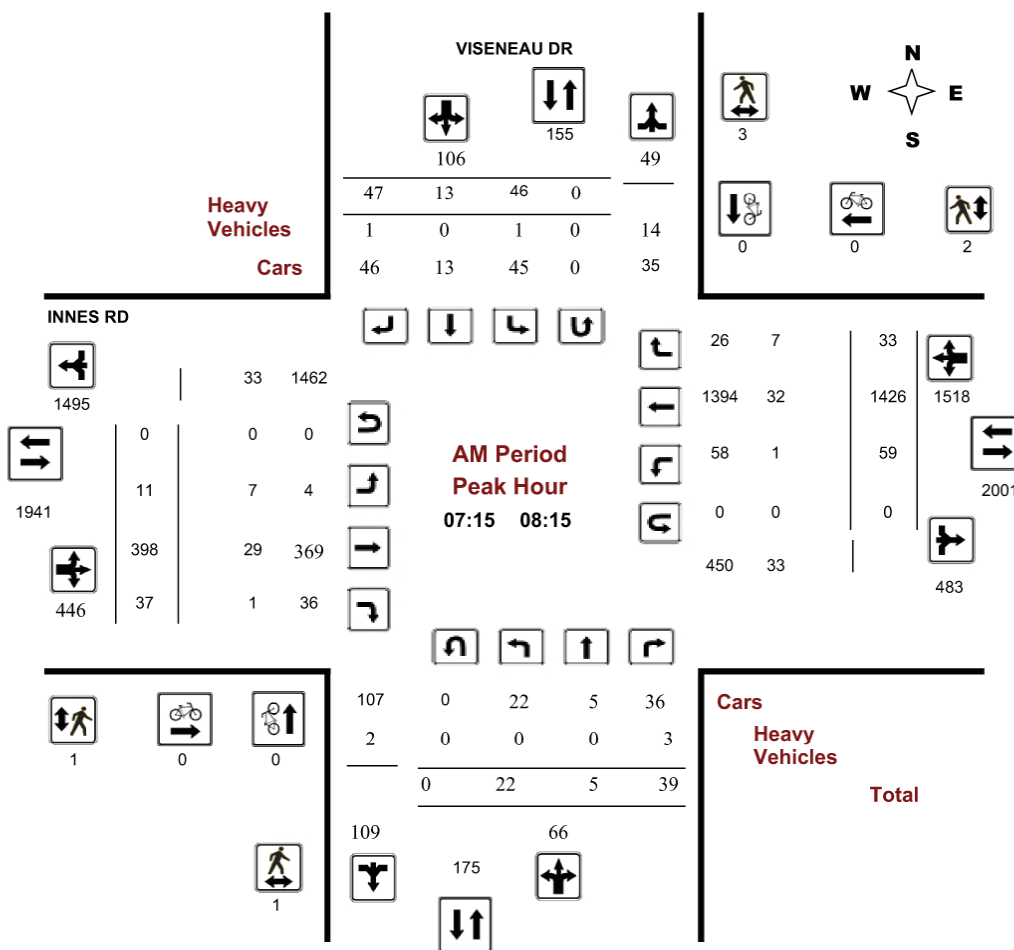 VISENEAU DR
N
W E
S
155
3
106
49
47 13 46 0
Heavy
Vehicles
1 0 1 0 14
0 0 2
Cars
46 13 45 0 35
INNES RD
26 7 33
33 1462
1394 32 1426 1518
1495
0 0 0
AM Period
58 1 59
Peak Hour
11 7 4
2001
1941
07:15 08:15
0 0 0
398 29 369
450 33
446
37 1 36
483
107 0 22 5 36
Cars
2 0 0 0 3
Heavy
Vehicles
1 0 0
0 22 5 39
Total
109 66
175
1